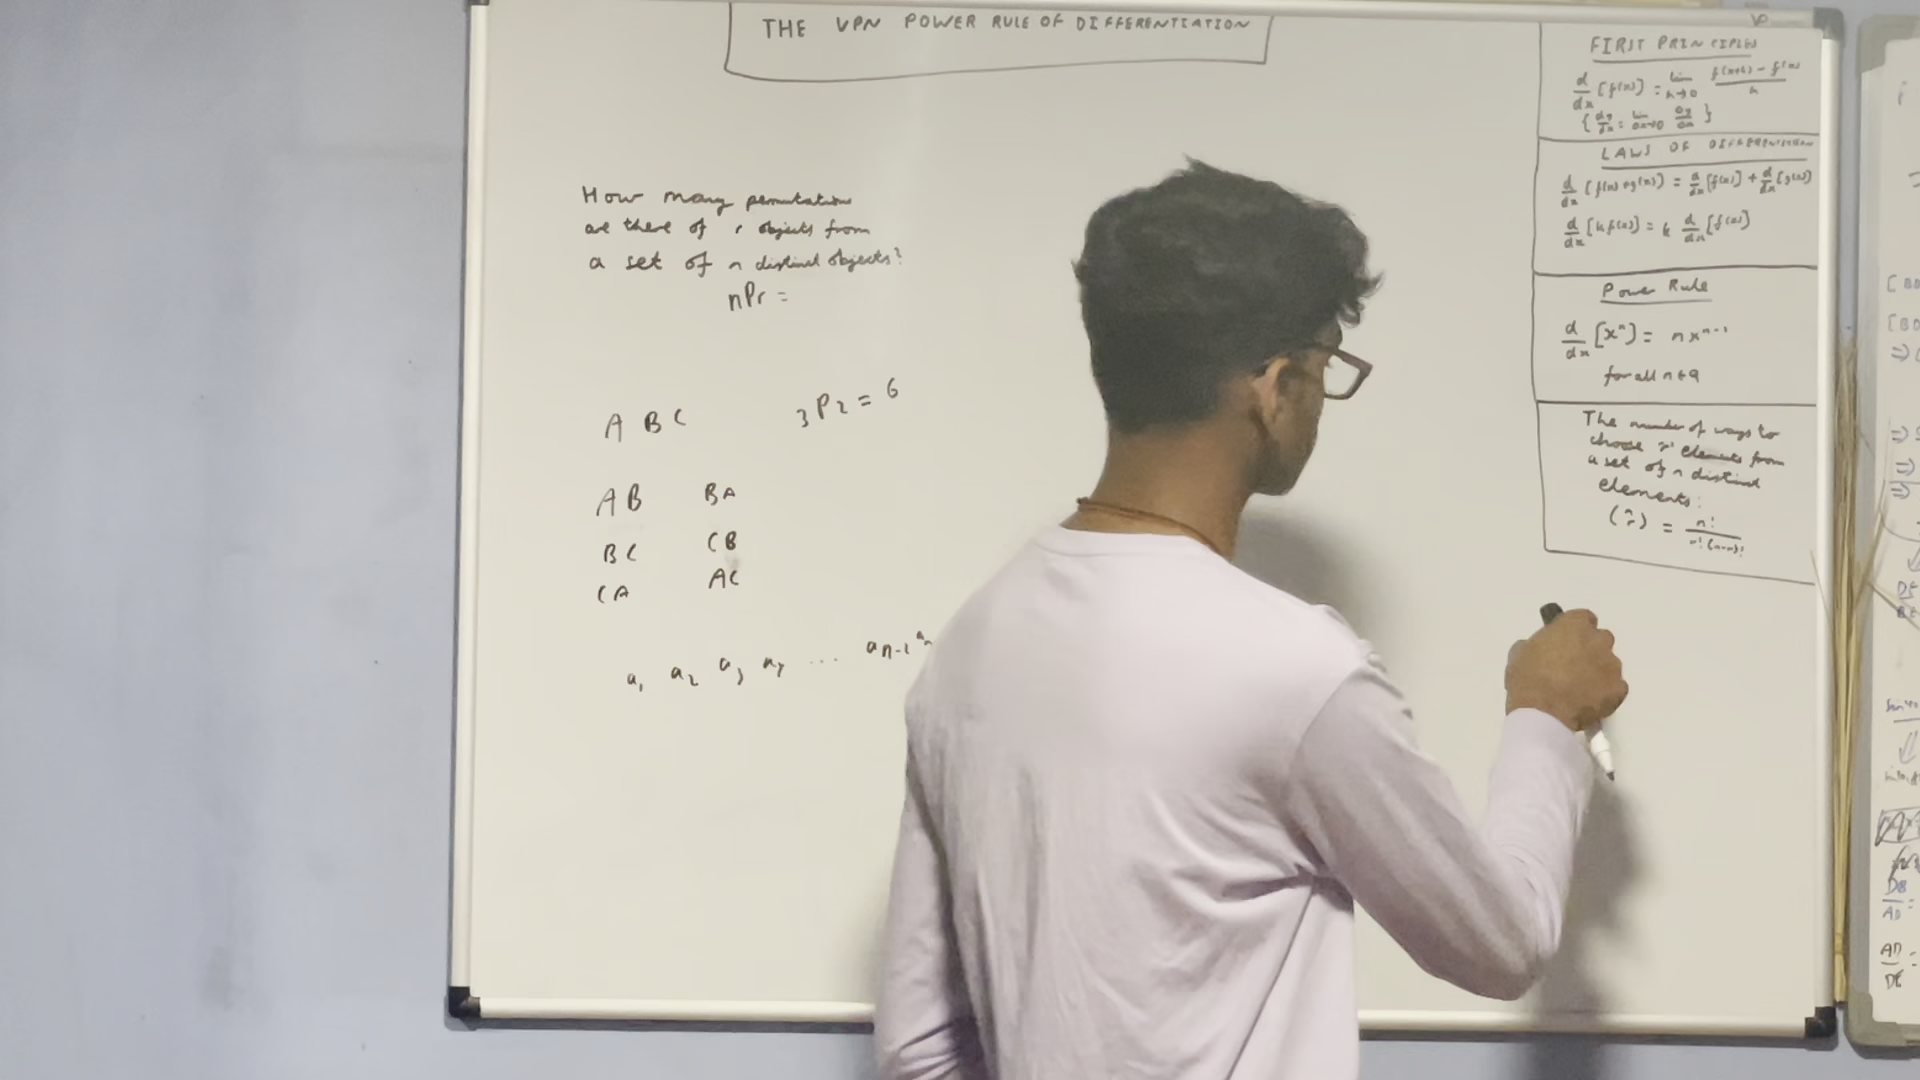 THE VPN POWER RULE OF DIFFERENTIATION
How many permutations
are there of r objects from
a set of n distinct objects?
nPr =
A B C
3P2 = 6
AB BA
BC CB
CA AC
a₁ a₂ a₃ a₄ ... aₙ₋₁ aₙ
VP
FIRST PRINCIPLES
d/dx [f(x)] = lim h→0 f(x+h) - f(x) / h
{ dy/dx = lim Δx→0 Δy/Δx }
LAWS OF DIFFERENTIATION
d/dx [f(x)+g(x)] = d/dx [f(x)] + d/dx [g(x)]
d/dx [k f(x)] = k d/dx [f(x)]
Power Rule
d/dx [xⁿ] = n xⁿ⁻¹
for all n ∈ Q
The number of ways to
choose 'r' elements from
a set of n distinct
elements:
(n r) = n! / r!(n-r)!